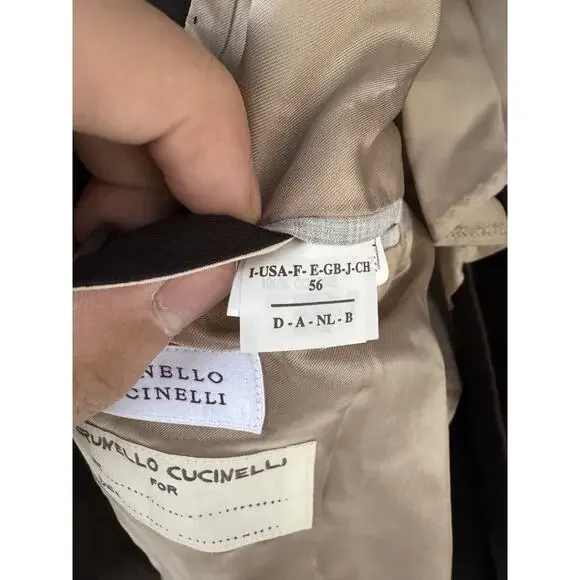 I-USA-F-E-GB-J-CH
56
D - A - NL - B
NELLO
CINELLI
BRUNELLO CUCINELLI
FOR